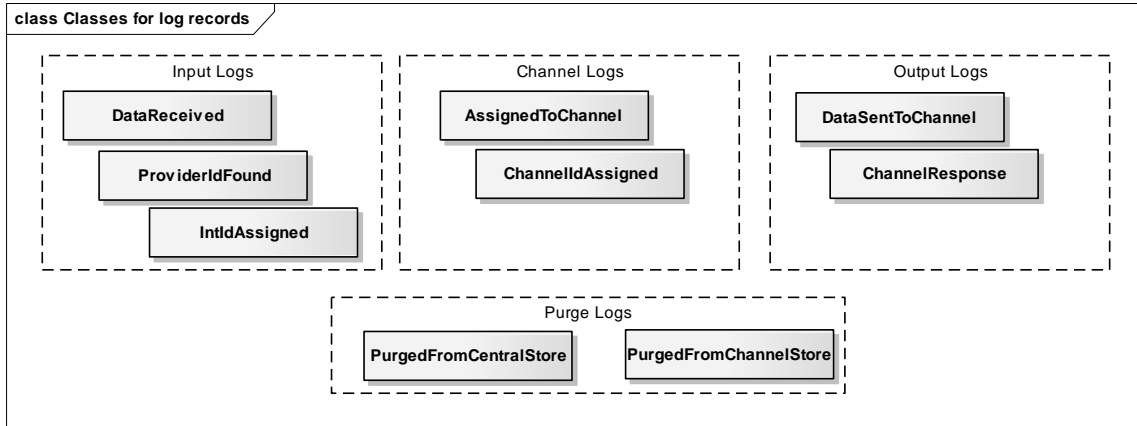 class Classes for log records
Input Logs
DataReceived
ProviderIdFound
IntIdAssigned
Channel Logs
AssignedToChannel
ChannelIdAssigned
Output Logs
DataSentToChannel
ChannelResponse
Purge Logs
PurgedFromCentralStore
PurgedFromChannelStore